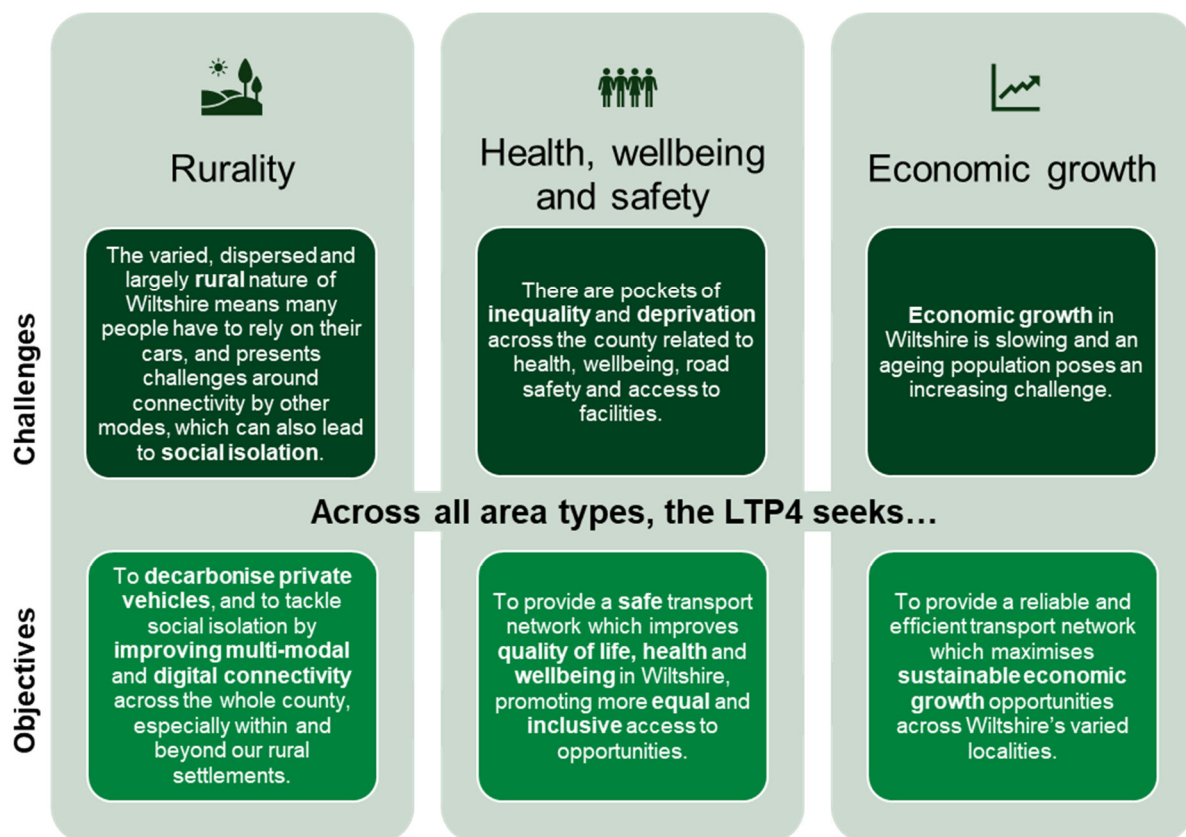 Rurality
Health, wellbeing
and safety
Economic growth
Challenges
The varied, dispersed and
largely rural nature of
Wiltshire means many
people have to rely on their
cars, and presents
challenges around
connectivity by other
modes, which can also lead
to social isolation.
There are pockets of
inequality and deprivation
across the county related to
health, wellbeing, road
safety and access to
facilities.
Economic growth in
Wiltshire is slowing and an
ageing population poses an
increasing challenge.
Across all area types, the LTP4 seeks…
Objectives
To decarbonise private
vehicles, and to tackle
social isolation by
improving multi-modal
and digital connectivity
across the whole county,
especially within and
beyond our rural
settlements.
To provide a safe transport
network which improves
quality of life, health and
wellbeing in Wiltshire,
promoting more equal and
inclusive access to
opportunities.
To provide a reliable and
efficient transport network
which maximises
sustainable economic
growth opportunities
across Wiltshire's varied
localities.